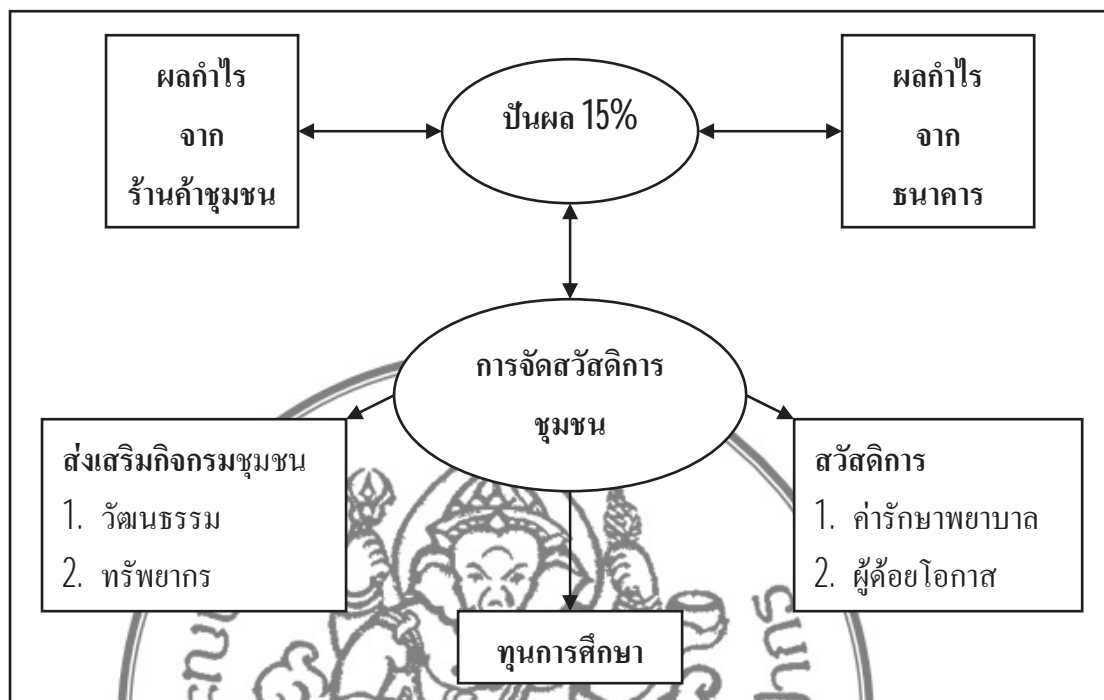 ผลกำไร
จาก
ร้านค้าชุมชน
ปันผล 15%
ผลกำไร
จาก
ธนาคาร
การจัดสวัสดิการ
ชุมชน
ส่งเสริมกิจกรมชุมชน
1. วัฒนธรรม
2. ทรัพยากร
สวัสดิการ
1. ค่ารักษาพยาบาล
2. ผู้ด้อยโอกาส
ทุนการศึกษา